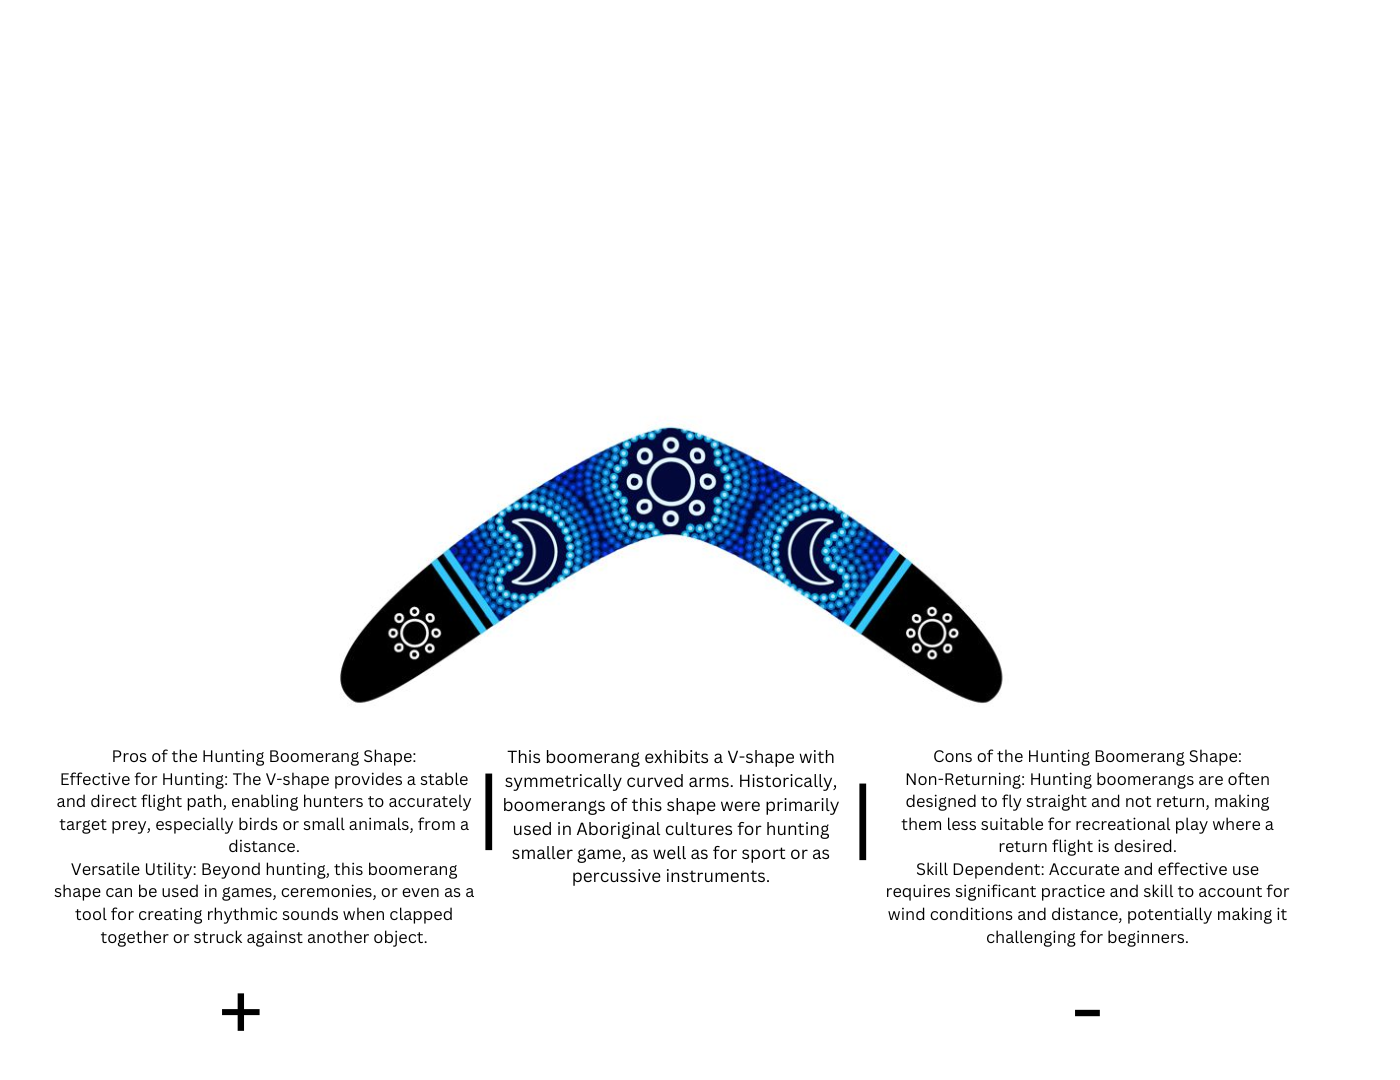 Pros of the Hunting Boomerang Shape:
Effective for Hunting: The V-shape provides a stable
and direct flight path, enabling hunters to accurately
target prey, especially birds or small animals, from a
distance.
Versatile Utility: Beyond hunting, this boomerang
shape can be used in games, ceremonies, or even as a
tool for creating rhythmic sounds when clapped
together or struck against another object.
This boomerang exhibits a V-shape with
symmetrically curved arms. Historically,
boomerangs of this shape were primarily
used in Aboriginal cultures for hunting
smaller game, as well as for sport or as
percussive instruments.
Cons of the Hunting Boomerang Shape:
Non-Returning: Hunting boomerangs are often
designed to fly straight and not return, making
them less suitable for recreational play where a
return flight is desired.
Skill Dependent: Accurate and effective use
requires significant practice and skill to account for
wind conditions and distance, potentially making it
challenging for beginners.
+
-